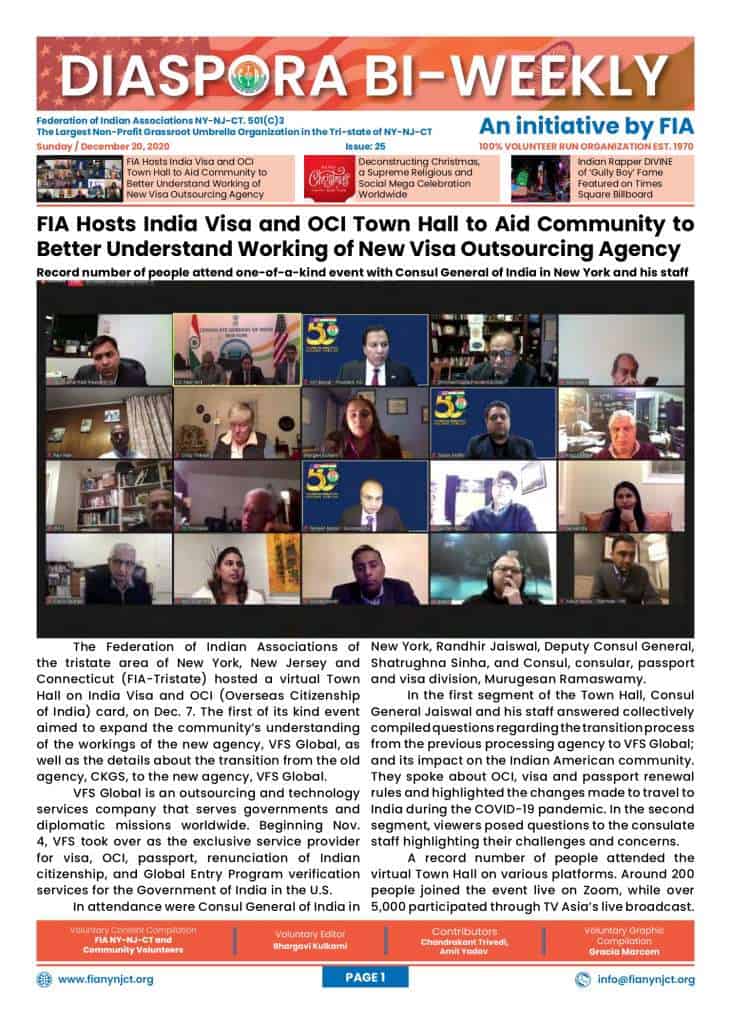 DIASPORA BI-WEEKLY
Federation of Indian Associations NY-NJ-CT. 501(C)3
The Largest Non-Profit Grassroot Umbrella Organization in the Tri-state of NY-NJ-CT
An initiative by FIA
Sunday / December 20, 2020
Issue: 25
100% VOLUNTEER RUN ORGANIZATION EST. 1970
FIA Hosts India Visa and OCI
Town Hall to Aid Community to
Better Understand Working of
New Visa Outsourcing Agency
Christmas
Deconstructing Christmas,
a Supreme Religious and
Social Mega Celebration
Worldwide
Indian Rapper DIVINE
of ‘Gully Boy’ Fame
Featured on Times
Square Billboard
FIA Hosts India Visa and OCI Town Hall to Aid Community to
Better Understand Working of New Visa Outsourcing Agency
Record number of people attend one-of-a-kind event with Consul General of India in New York and his staff
CONSULATE GENERAL OF INDIA
NEW YORK
50
50
50
The Federation of Indian Associations of
the tristate area of New York, New Jersey and
Connecticut (FIA-Tristate) hosted a virtual Town
Hall on India Visa and OCI (Overseas Citizenship
of India) card, on Dec. 7. The first of its kind event
aimed to expand the community’s understanding
of the workings of the new agency, VFS Global, as
well as the details about the transition from the old
agency, CKGS, to the new agency, VFS Global.
VFS Global is an outsourcing and technology
services company that serves governments and
diplomatic missions worldwide. Beginning Nov.
4, VFS took over as the exclusive service provider
for visa, OCI, passport, renunciation of Indian
citizenship, and Global Entry Program verification
services for the Government of India in the U.S.
In attendance were Consul General of India in
New York, Randhir Jaiswal, Deputy Consul General,
Shatrughna Sinha, and Consul, consular, passport
and visa division, Murugesan Ramaswamy.
In the first segment of the Town Hall, Consul
General Jaiswal and his staff answered collectively
compiled questions regarding the transition process
from the previous processing agency to VFS Global;
and its impact on the Indian American community.
They spoke about OCI, visa and passport renewal
rules and highlighted the changes made to travel to
India during the COVID-19 pandemic. In the second
segment, viewers posed questions to the consulate
staff highlighting their challenges and concerns.
A record number of people attended the
virtual Town Hall on various platforms. Around 200
people joined the event live on Zoom, while over
5,000 participated through TV Asia’s live broadcast.
Voluntary Content Compilation
FIA NY-NJ-CT and
Community Volunteers
Voluntary Editor
Bhargavi Kulkarni
Contributors
Chandrakant Trivedi,
Amit Yadav
Voluntary Graphic
Compilation
Gracia Marcom
www.fianynjct.org
PAGE 1
info@fianynjct.org